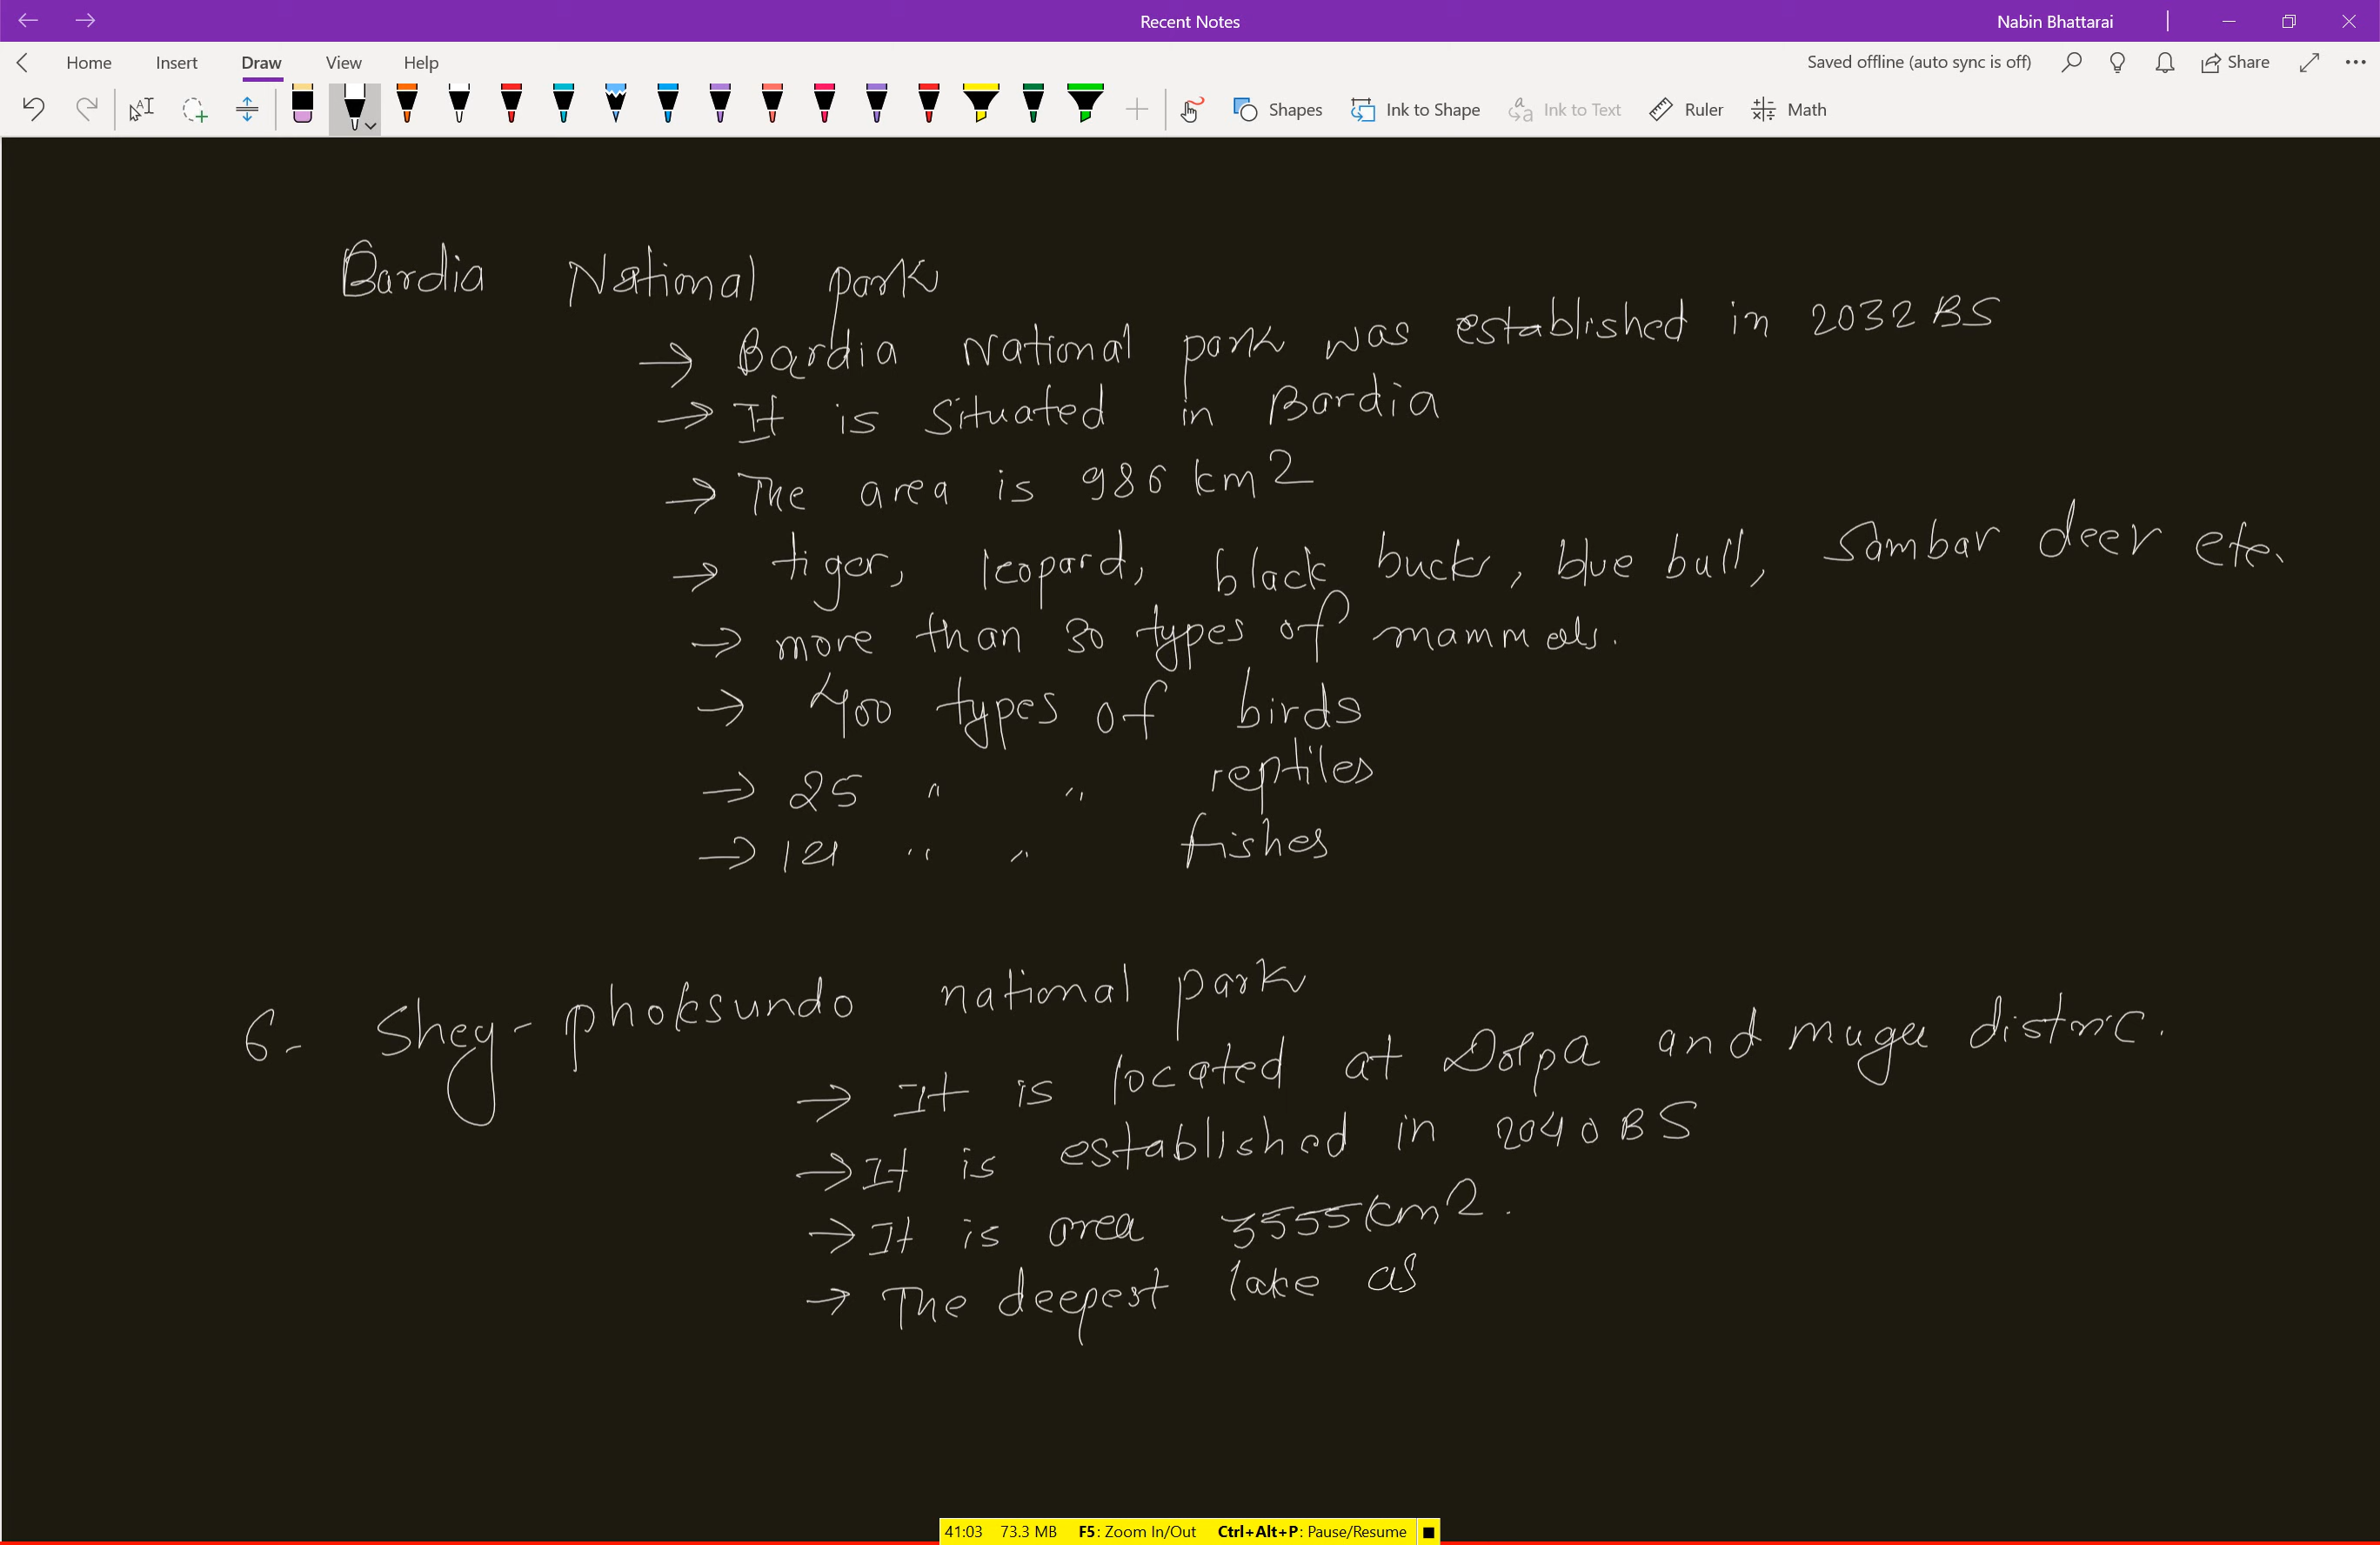 Recent Notes
Nabin Bhattarai
Home Insert Draw View Help
Saved offline (auto sync is off)
Share
Shapes Ink to Shape Ink to Text Ruler Math
Bardia National park
→ Bardia National park was established in 2032 BS
→ It is situated in Bardia
→ The area is 986 km2
→ tiger, leopard, black buck, blue bull, Sambar deer etc.
→ more than 30 types of mammals.
→ 400 types of birds
→ 25 " " reptiles
→ 121 " " fishes
6. Shey-phoksundo national park
→ It is located at Dolpa and mugu distric.
→ It is established in 2040 BS
→ It is area 3555km2.
→ The deepest lake as
41:03 73.3 MB F5: Zoom In/Out Ctrl+Alt+P: Pause/Resume